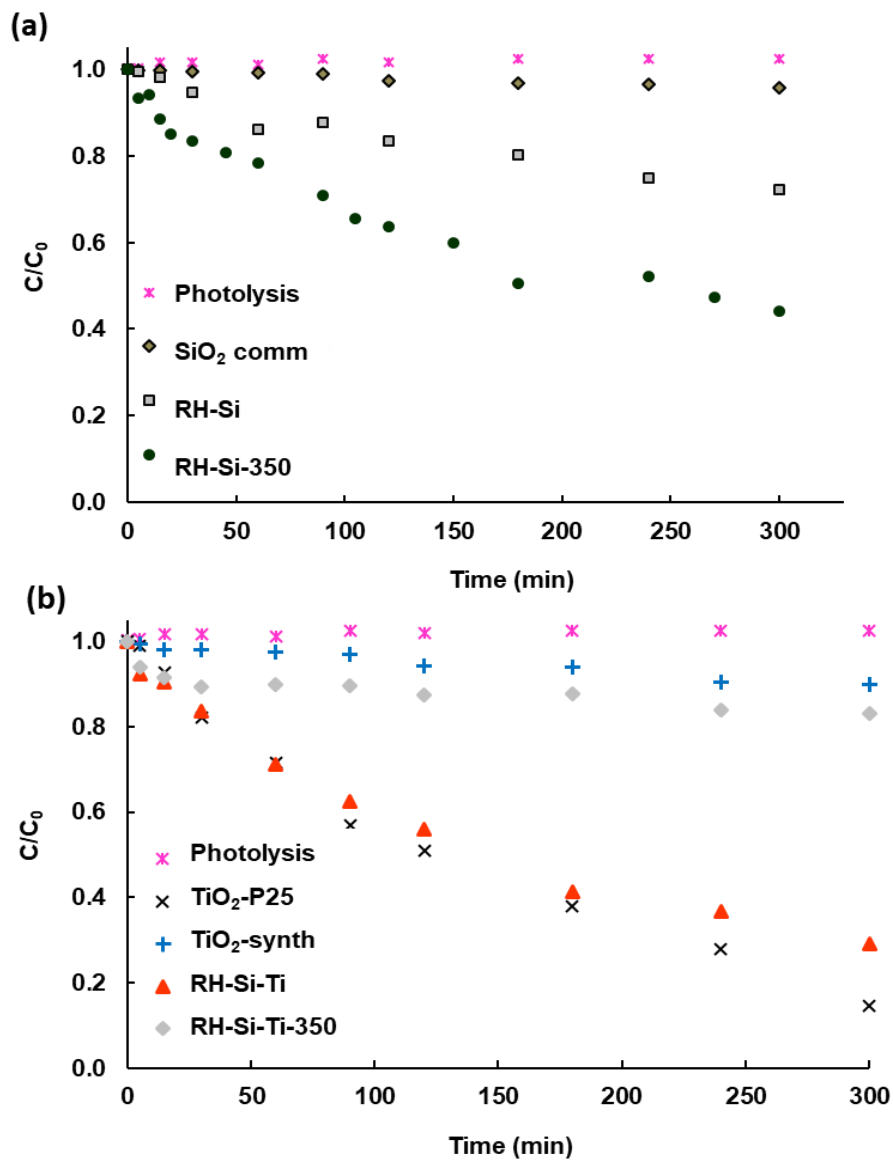 (a)
1.0
0.8
0.6
0.4
0.2
0.0
C/C0
Photolysis
SiO2 comm
RH-Si
RH-Si-350
0 50 100 150 200 250 300
Time (min)
(b)
1.0
0.8
0.6
0.4
0.2
0.0
C/C0
Photolysis
TiO2-P25
TiO2-synth
RH-Si-Ti
RH-Si-Ti-350
0 50 100 150 200 250 300
Time (min)